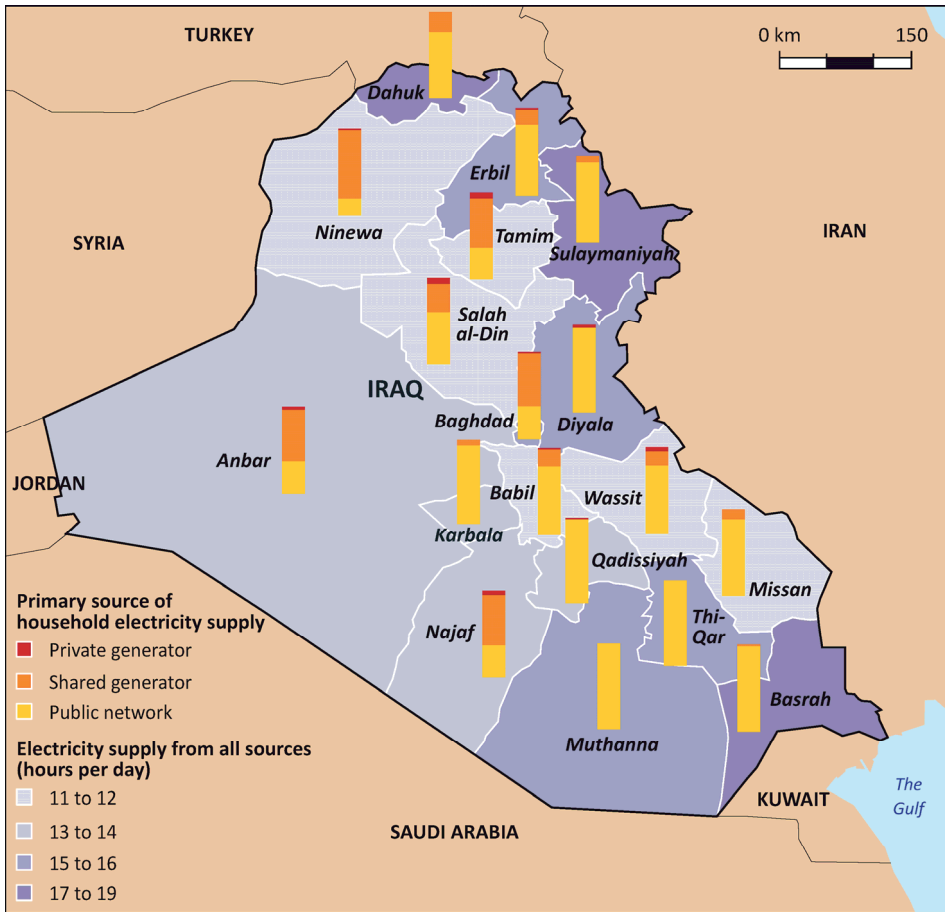 TURKEY
0 km 150
Dahuk
Erbil
Ninewa
Tamim
SYRIA
IRAN
Sulaymaniyah
Salah
al-Din
IRAQ
Baghdad
Diyala
Anbar
JORDAN
Babil
Wassit
Karbala
Qadissiyah
Missan
Primary source of
household electricity supply
Private generator
Shared generator
Public network
Najaf
Thi-
Qar
Basrah
Muthanna
Electricity supply from all sources
(hours per day)
11 to 12
13 to 14
15 to 16
17 to 19
KUWAIT
The
Gulf
SAUDI ARABIA